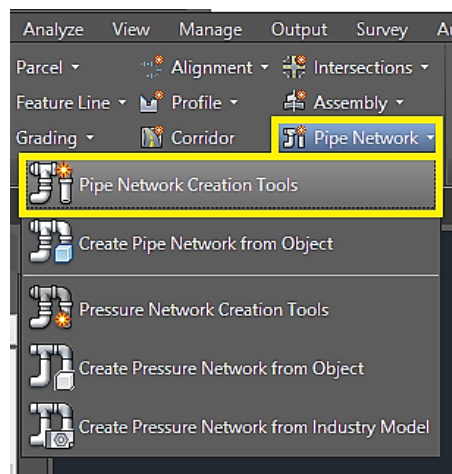 Analyze View Manage Output Survey
Parcel Alignment Intersections
Feature Line Profile Assembly
Grading Corridor Pipe Network
Pipe Network Creation Tools
Create Pipe Network from Object
Pressure Network Creation Tools
Create Pressure Network from Object
Create Pressure Network from Industry Model